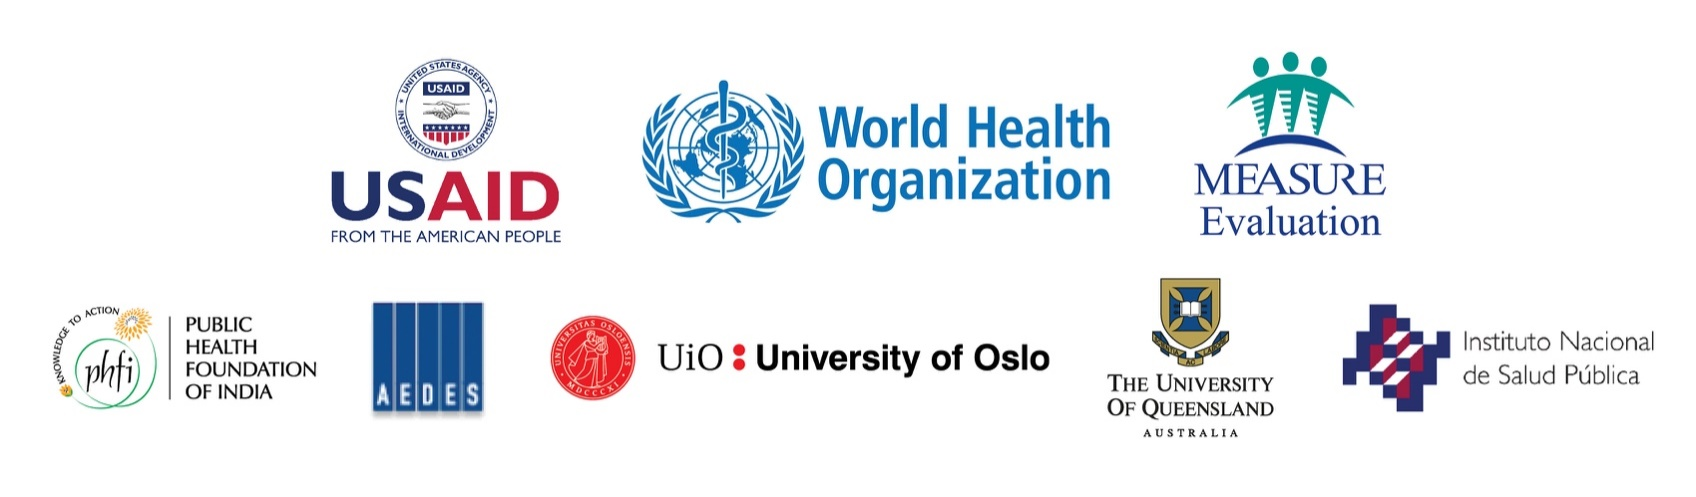 UNITED STATES AGENCY
USAID
INTERNATIONAL DEVELOPMENT
USAID
FROM THE AMERICAN PEOPLE
World Health
Organization
MEASURE
Evaluation
KNOWLEDGE TO ACTION
phfi
PUBLIC
HEALTH
FOUNDATION
OF INDIA
AEDES
UNIVERSITAS OSLOENSIS
MDCCCXI
UiO : University of Oslo
THE UNIVERSITY
OF QUEENSLAND
AUSTRALIA
Instituto Nacional
de Salud Pública